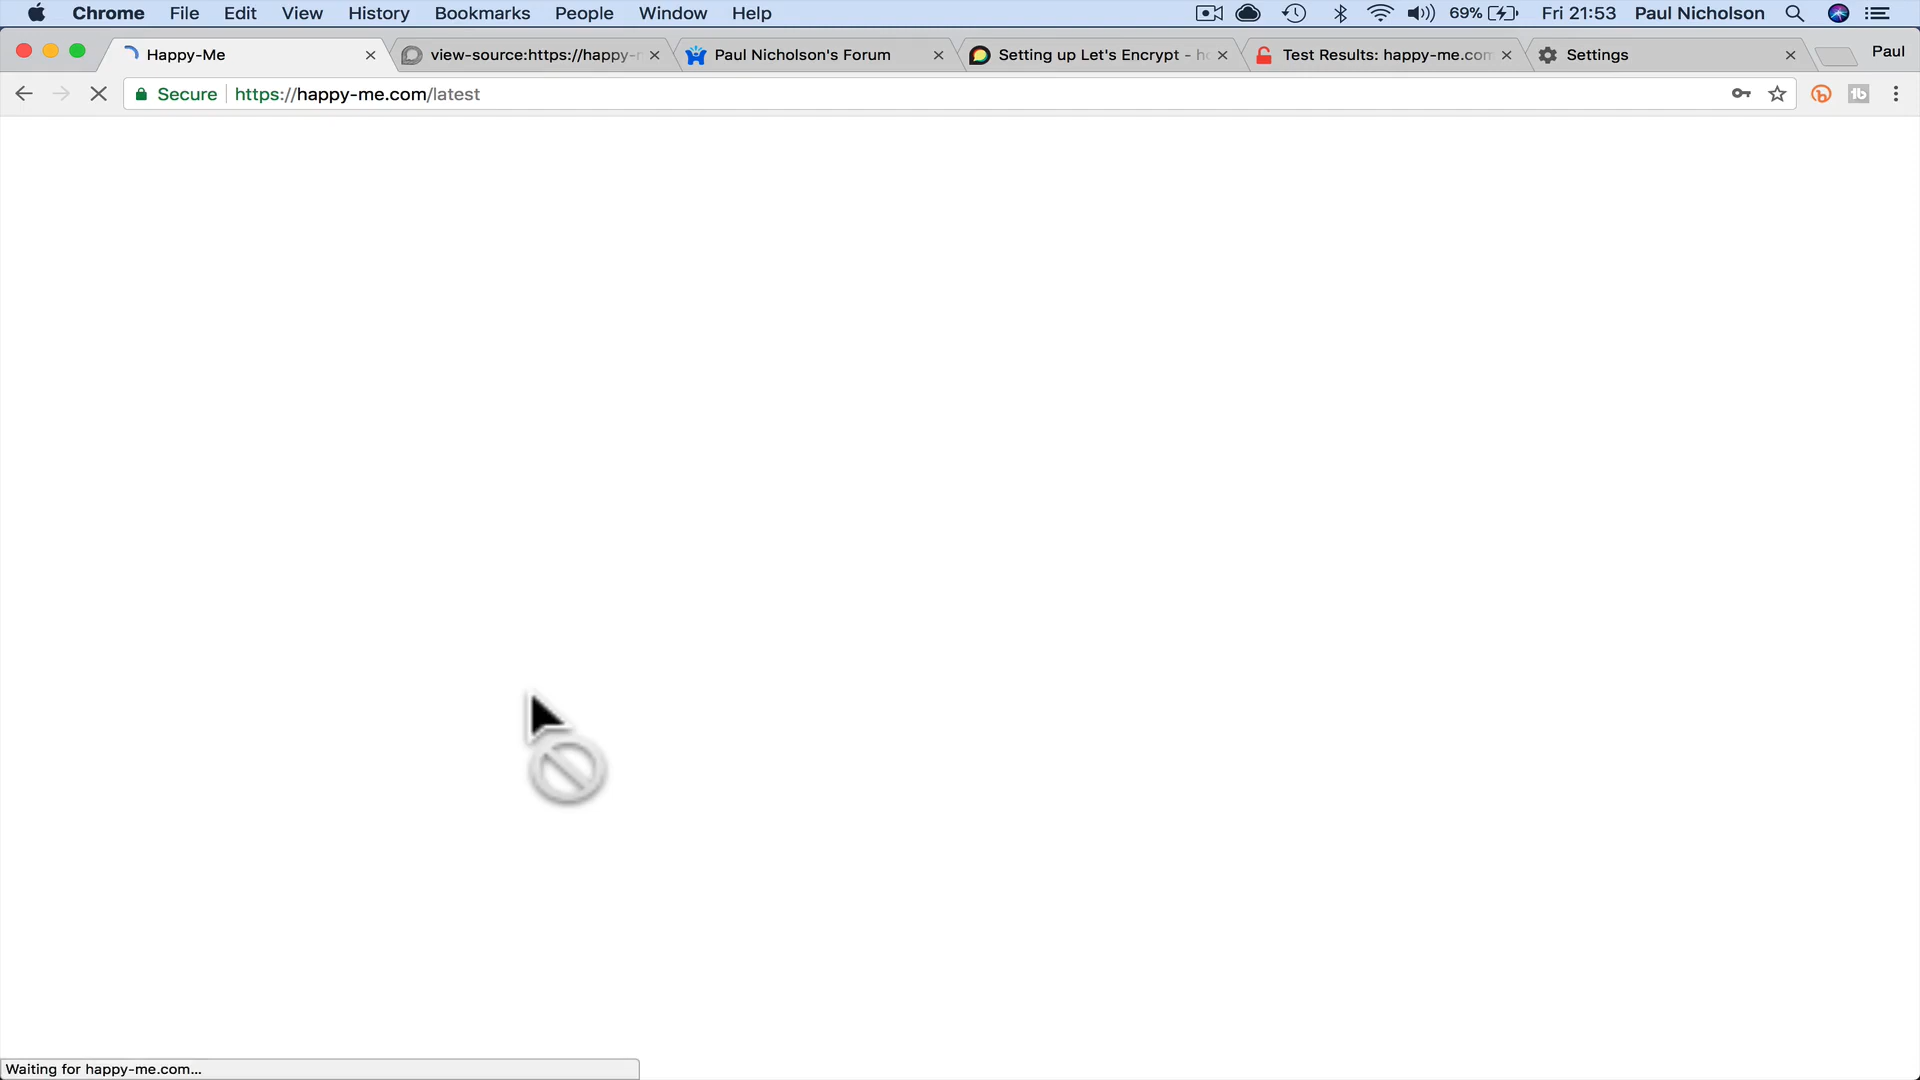 Chrome File Edit View History Bookmarks People Window Help 69% Fri 21:53 Paul Nicholson
Happy-Me view-source:https://happy- Paul Nicholson's Forum Setting up Let's Encrypt - Test Results: happy-me.com Settings Paul
Secure https://happy-me.com/latest
Waiting for happy-me.com...